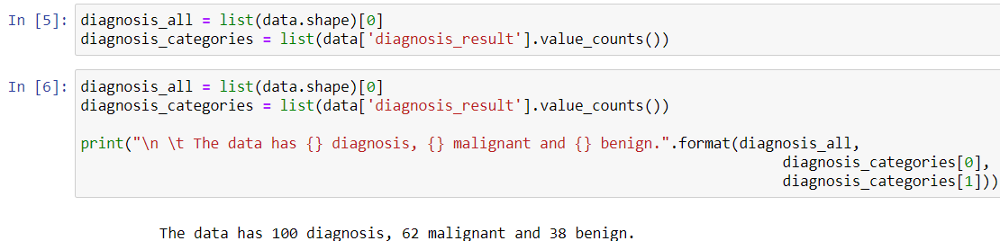 In [5]: diagnosis_all = list(data.shape)[0]
diagnosis_categories = list(data['diagnosis_result'].value_counts())
In [6]: diagnosis_all = list(data.shape)[0]
diagnosis_categories = list(data['diagnosis_result'].value_counts())
print("\n \t The data has {} diagnosis, {} malignant and {} benign.".format(diagnosis_all,
diagnosis_categories[0],
diagnosis_categories[1]))
The data has 100 diagnosis, 62 malignant and 38 benign.